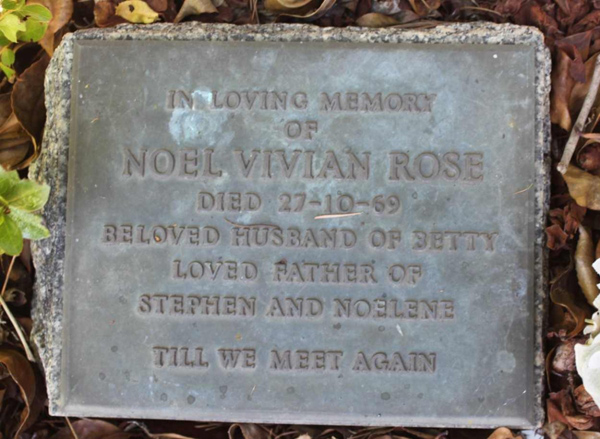 IN LOVING MEMORY
OF
NOEL VIVIAN ROSE
DIED 27-10-69
BELOVED HUSBAND OF BETTY
LOVED FATHER OF
STEPHEN AND NOELENE
TILL WE MEET AGAIN